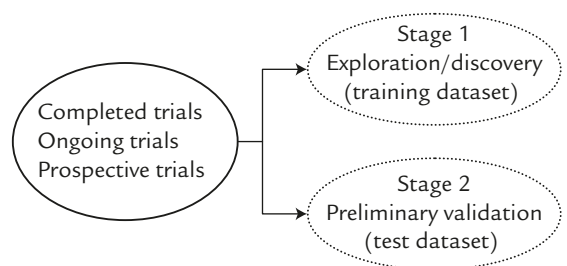 Completed trials
Ongoing trials
Prospective trials
Stage 1
Exploration/discovery
(training dataset)
Stage 2
Preliminary validation
(test dataset)